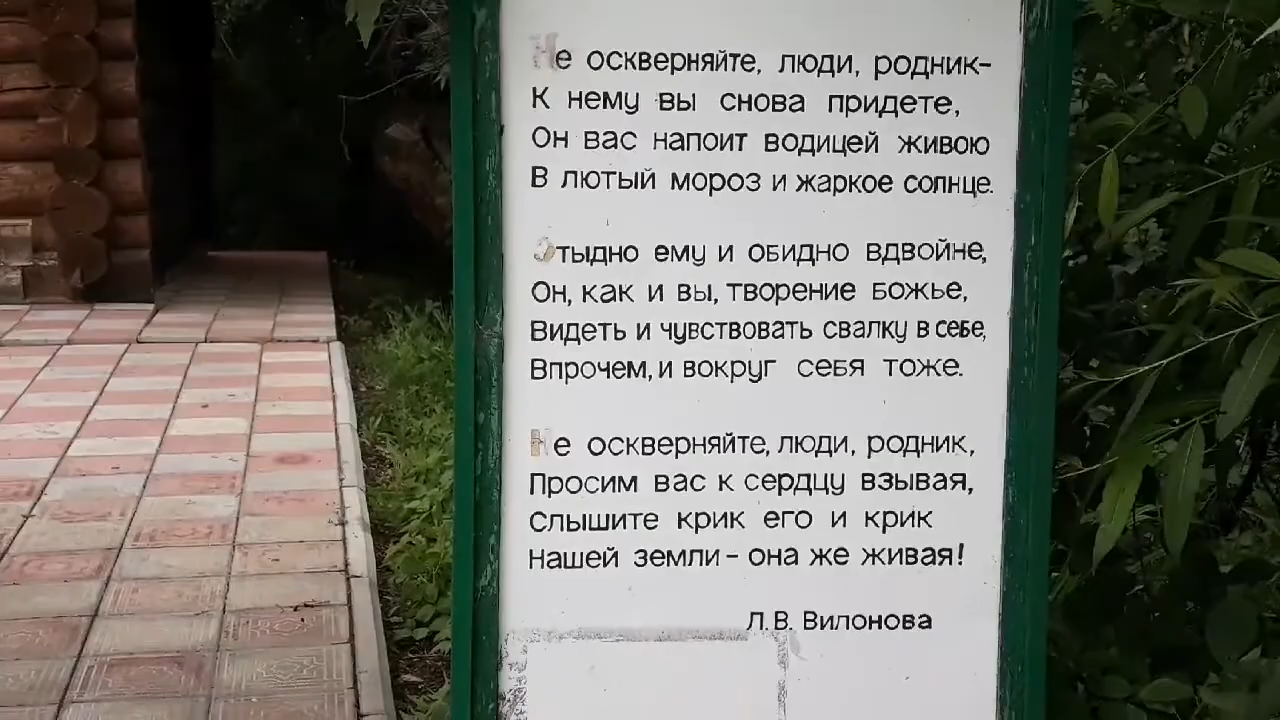 Не оскверняйте, люди, родник-
К нему вы снова придете,
Он вас напоит водицей живою
В лютый мороз и жаркое солнце.
Стыдно ему и обидно вдвойне,
Он, как и вы, творение божье,
Видеть и чувствовать свалку в себе,
Впрочем, и вокруг себя тоже.
Не оскверняйте, люди, родник,
Просим вас к сердцу взывая,
Слышите крик его и крик
Нашей земли - она же живая!
Л.В. Вилонова